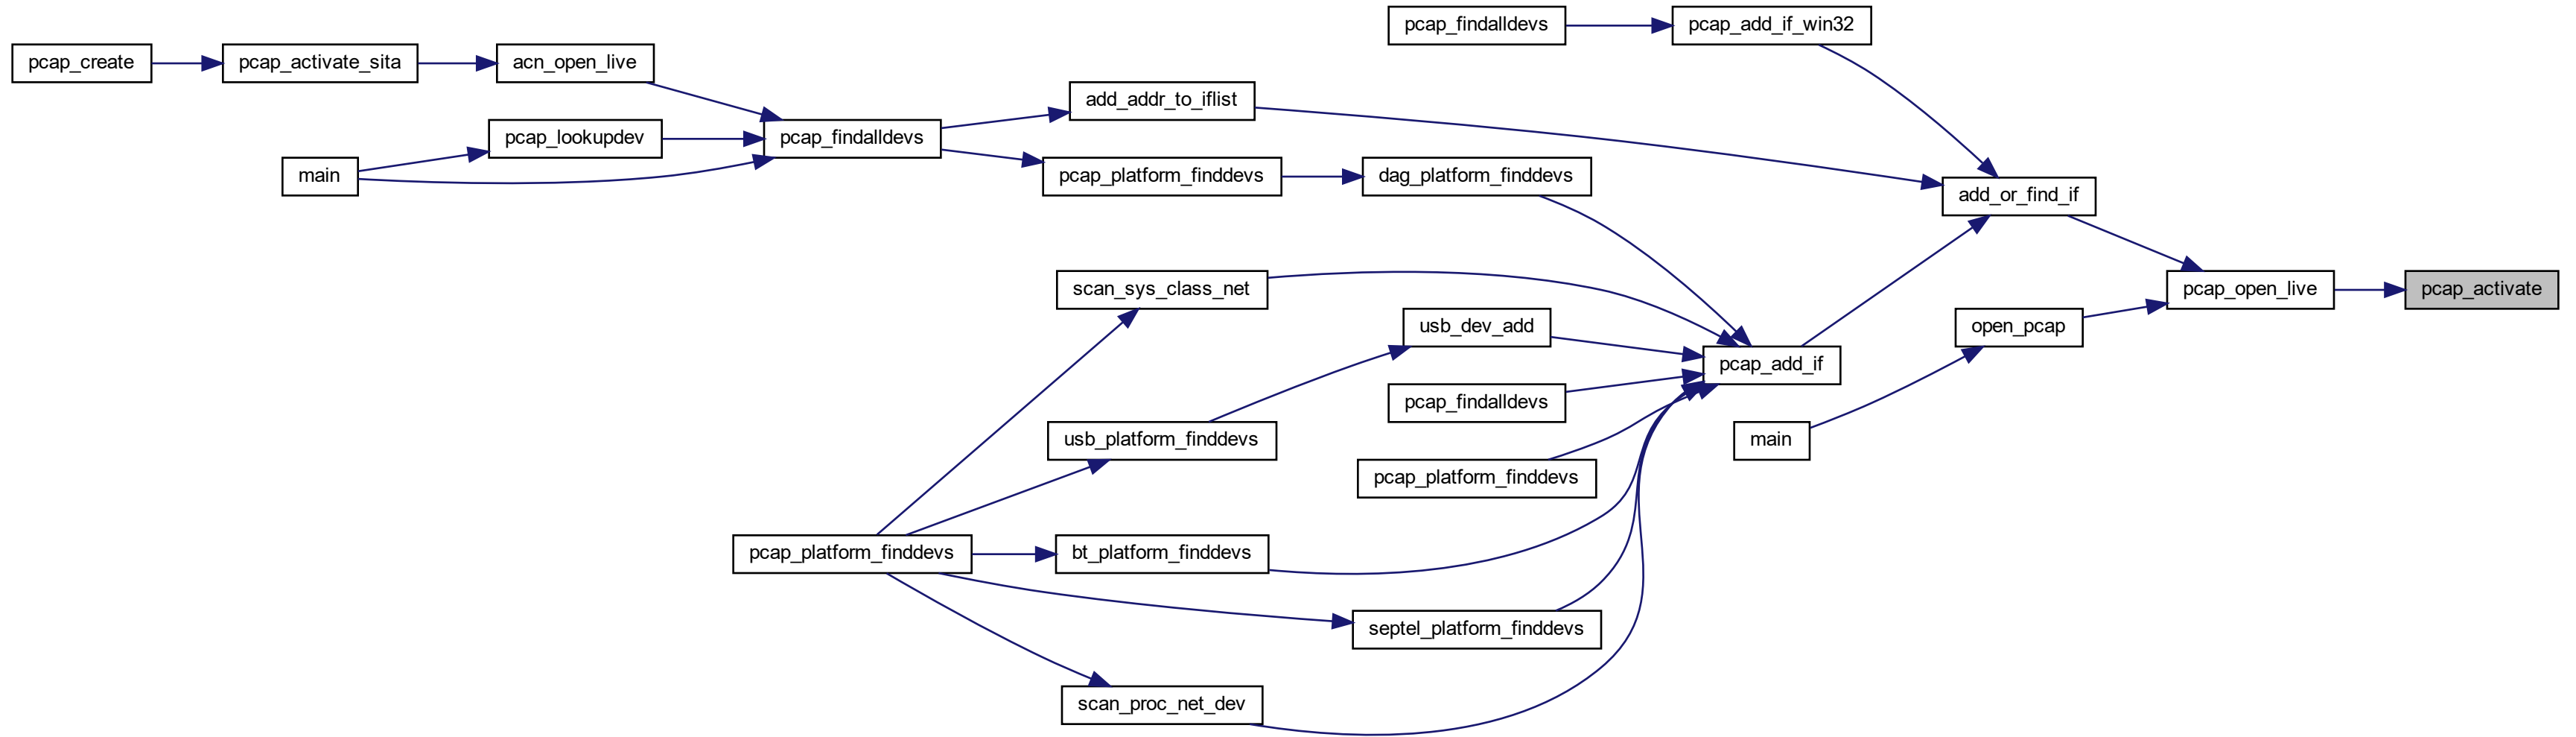 pcap_findalldevs
pcap_add_if_win32
pcap_create
pcap_activate_sita
acn_open_live
add_addr_to_iflist
pcap_lookupdev
pcap_findalldevs
main
pcap_platform_finddevs
dag_platform_finddevs
add_or_find_if
scan_sys_class_net
pcap_open_live
pcap_activate
usb_dev_add
open_pcap
pcap_add_if
pcap_findalldevs
usb_platform_finddevs
main
pcap_platform_finddevs
pcap_platform_finddevs
bt_platform_finddevs
septel_platform_finddevs
scan_proc_net_dev